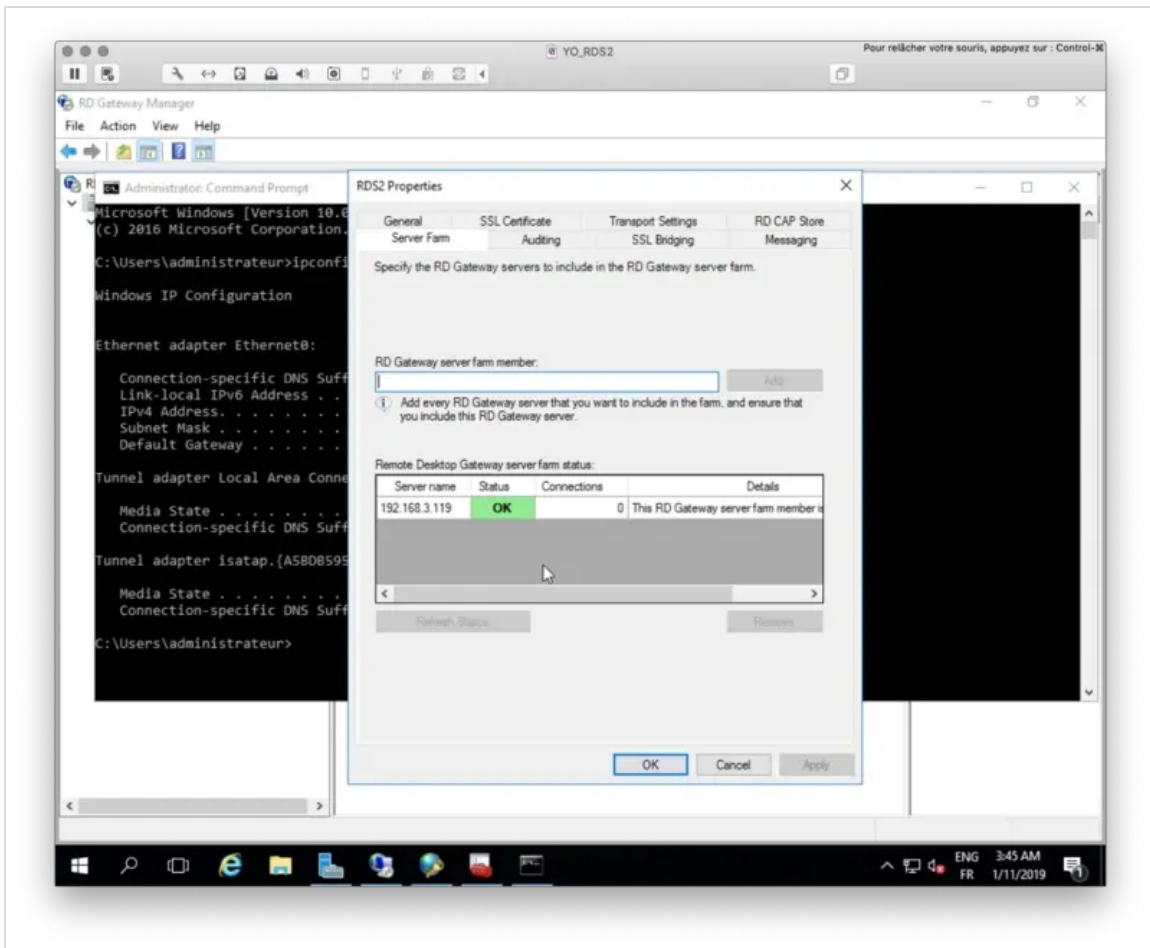 YO_RDS2
Pour relâcher votre souris, appuyez sur : Control-⌘
RD Gateway Manager
File Action View Help
Administrator: Command Prompt
Microsoft Windows [Version 10.0
(c) 2016 Microsoft Corporation.
C:\Users\administrateur>ipconfi
Windows IP Configuration
Ethernet adapter Ethernet0:
Connection-specific DNS Suff
Link-local IPv6 Address . .
IPv4 Address. . . . . . . .
Subnet Mask . . . . . . . .
Default Gateway . . . . . .
Tunnel adapter Local Area Conne
Media State . . . . . . . .
Connection-specific DNS Suff
Tunnel adapter isatap.{A5BDB595
Media State . . . . . . . .
Connection-specific DNS Suff
C:\Users\administrateur>
RDS2 Properties
General SSL Certificate Transport Settings RD CAP Store
Server Farm Auditing SSL Bridging Messaging
Specify the RD Gateway servers to include in the RD Gateway server farm.
RD Gateway server farm member:
Add
Add every RD Gateway server that you want to include in the farm, and ensure that
you include this RD Gateway server.
Remote Desktop Gateway server farm status:
Server name Status Connections Details
192.168.3.119 OK 0 This RD Gateway server farm member is
Refresh Status Remove
OK Cancel Apply
ENG 3:45 AM
FR 1/11/2019
1